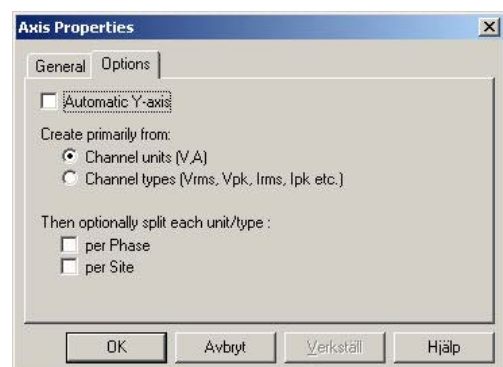 Axis Properties
General Options
Automatic Y-axis
Create primarily from:
Channel units (V,A)
Channel types (Vrms, Vpk, Irms, Ipk etc.)
Then optionally split each unit/type :
per Phase
per Site
OK Avbryt Verkställ Hjälp